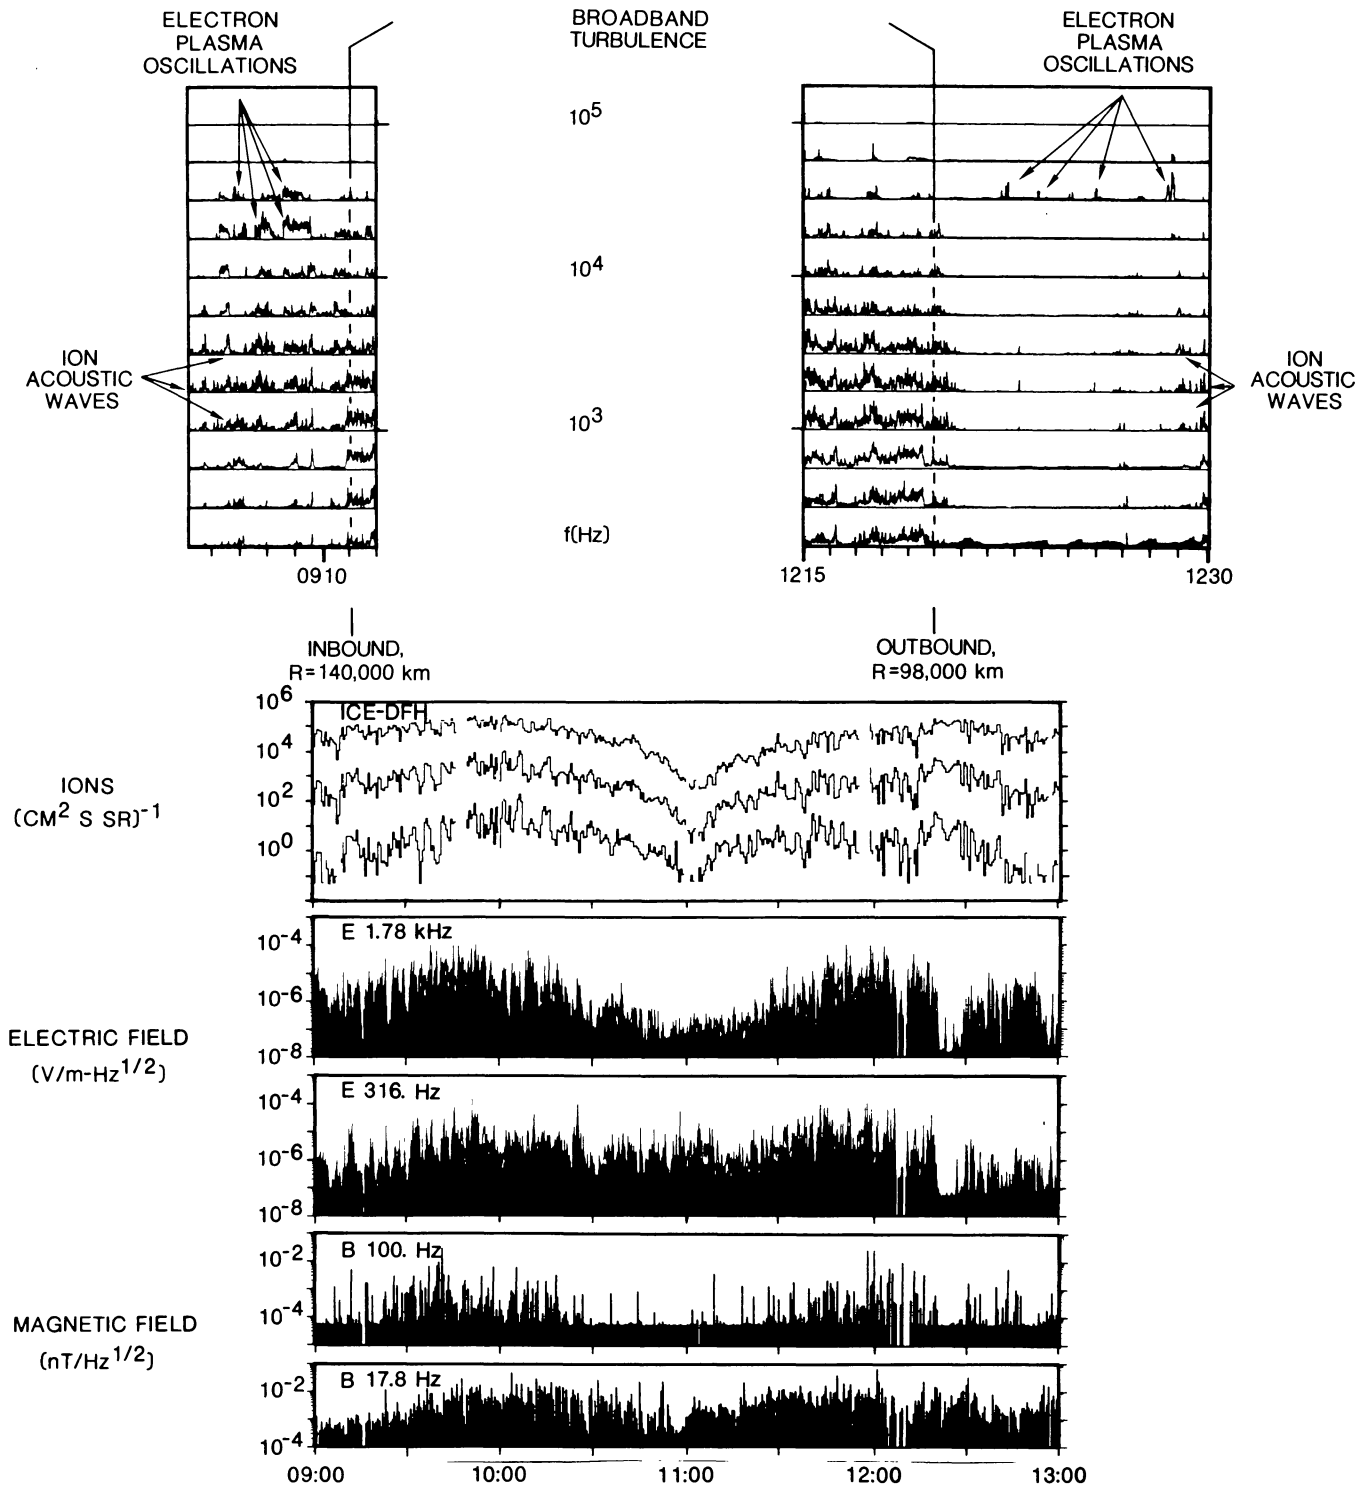 ELECTRON
PLASMA
OSCILLATIONS
BROADBAND
TURBULENCE
ELECTRON
PLASMA
OSCILLATIONS
10^5
10^4
10^3
f(Hz)
ION
ACOUSTIC
WAVES
ION
ACOUSTIC
WAVES
0910
1215
1230
INBOUND,
R=140,000 km
OUTBOUND,
R=98,000 km
IONS
(CM^2 S SR)^-1
10^6
10^4
10^2
10^0
ICE-DFH
ELECTRIC FIELD
(V/m-Hz^1/2)
10^-4
10^-6
10^-8
E 1.78 kHz
10^-4
10^-6
10^-8
E 316. Hz
MAGNETIC FIELD
(nT/Hz^1/2)
10^-2
10^-4
B 100. Hz
10^-2
10^-4
B 17.8 Hz
09:00
10:00
11:00
12:00
13:00